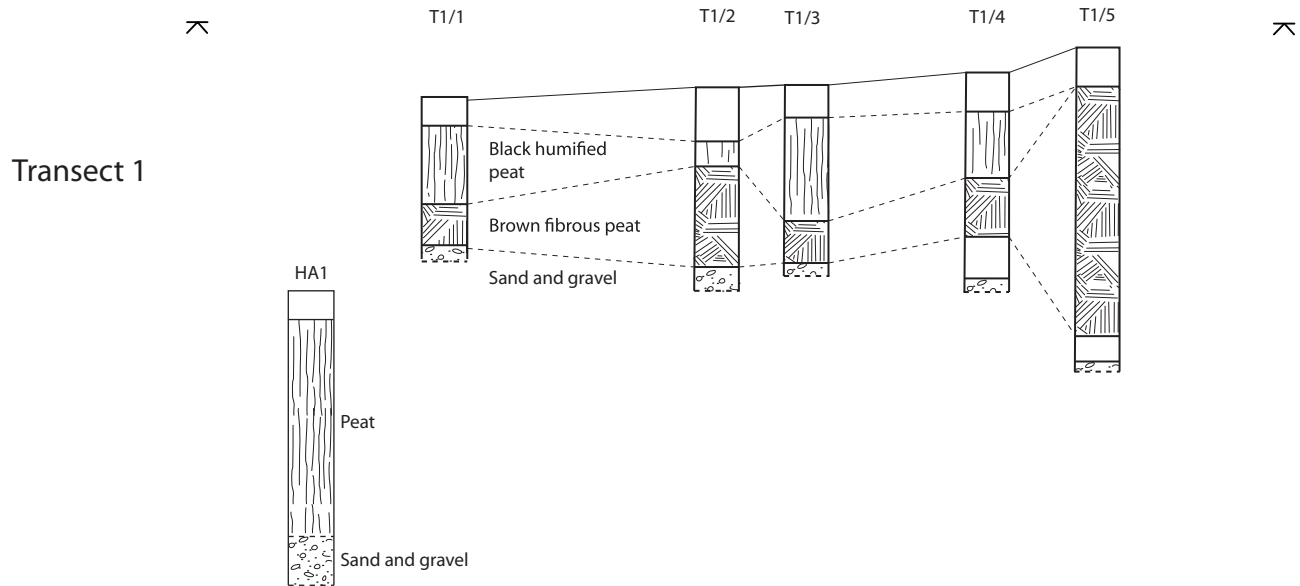 T1/1
T1/2
T1/3
T1/4
T1/5
Transect 1
Black humified
peat
Brown fibrous peat
Sand and gravel
HA1
Peat
Sand and gravel